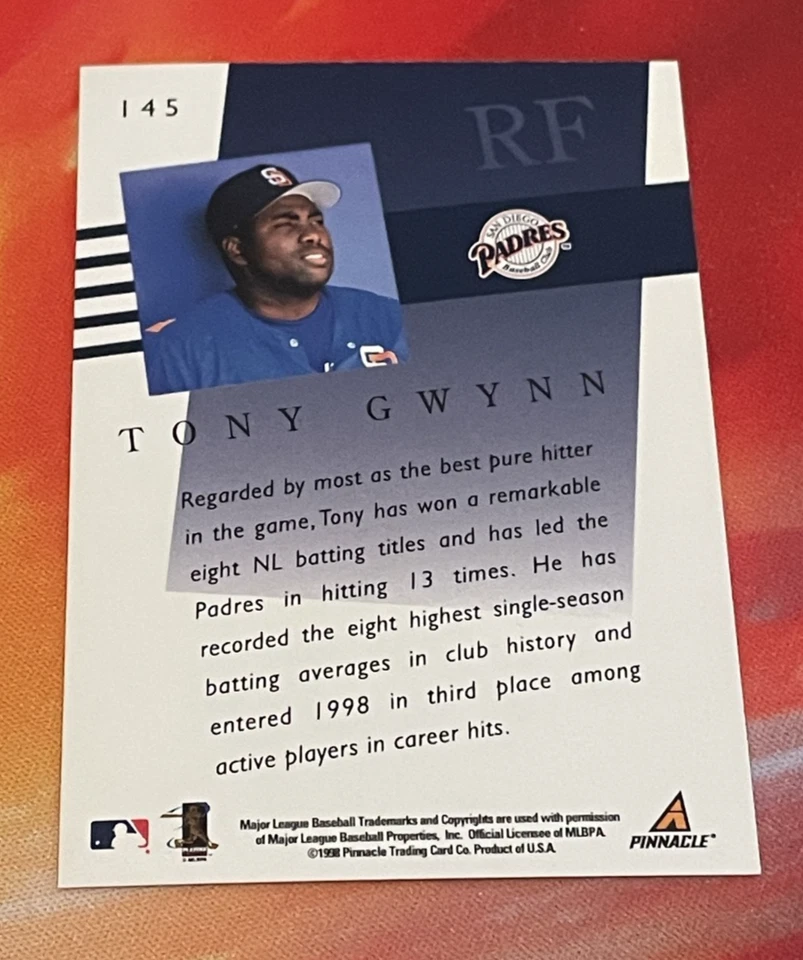 145
RF
SAN DIEGO
PADRES
Baseball Club
TONY GWYNN
Regarded by most as the best pure hitter
in the game, Tony has won a remarkable
eight NL batting titles and has led the
Padres in hitting 13 times. He has
recorded the eight highest single-season
batting averages in club history and
entered 1998 in third place among
active players in career hits.
Major League Baseball Trademarks and Copyrights are used with permission
of Major League Baseball Properties, Inc. Official Licensee of MLBPA.
©1998 Pinnacle Trading Card Co. Product of U.S.A.
PINNACLE®